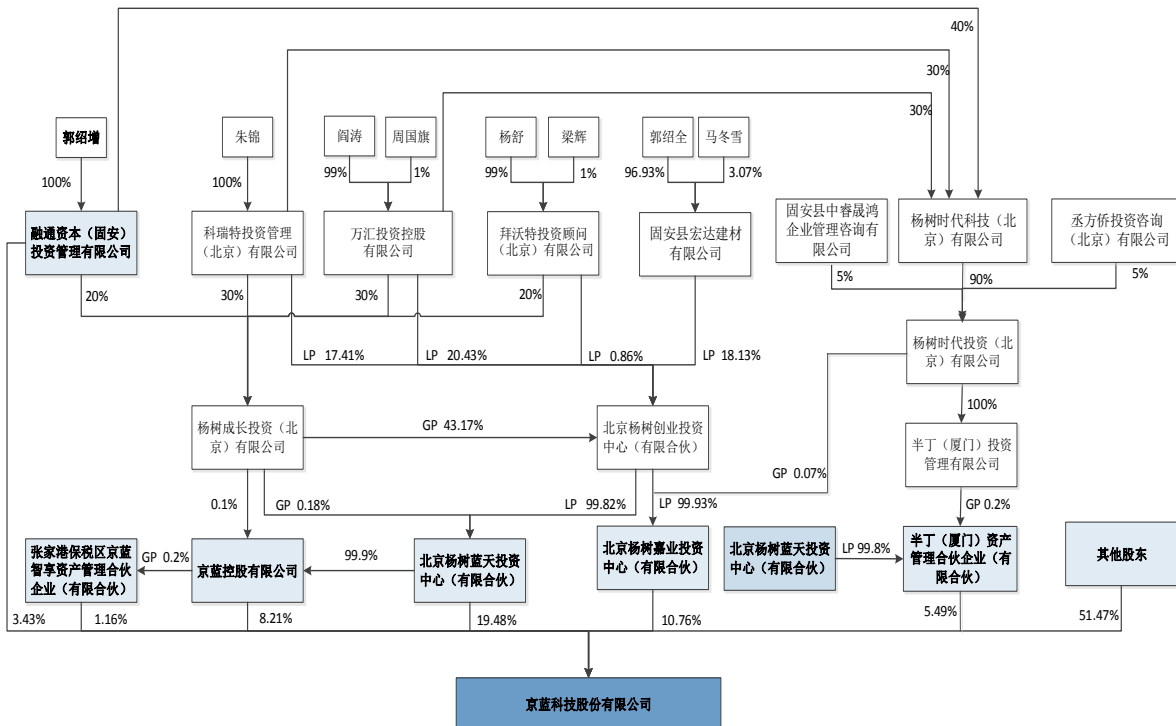 40%
30%
30%
郭绍增
朱锦
阎涛
周国旗
杨舒
梁辉
郭绍全
马冬雪
100%
100%
99%
1%
99%
1%
96.93%
3.07%
融通资本（固安）
投资管理有限公司
科瑞特投资管理
（北京）有限公司
万汇投资控股
有限公司
拜沃特投资顾问
（北京）有限公司
固安县宏达建材
有限公司
固安县中睿晟鸿
企业管理咨询有
限公司
杨树时代科技（北
京）有限公司
丞方侨投资咨询
（北京）有限公司
20%
30%
30%
20%
5%
90%
5%
LP 17.41%
LP 20.43%
LP 0.86%
LP 18.13%
杨树时代投资（北
京）有限公司
100%
杨树成长投资（北
京）有限公司
GP 43.17%
北京杨树创业投资
中心（有限合伙）
半丁（厦门）投资
管理有限公司
GP 0.07%
0.1%
GP 0.18%
LP 99.82%
LP 99.93%
GP 0.2%
张家港保税区京蓝
智享资产管理合伙
企业（有限合伙）
GP 0.2%
京蓝控股有限公司
99.9%
北京杨树蓝天投资
中心（有限合伙）
北京杨树嘉业投资
中心（有限合伙）
北京杨树蓝天投资
中心（有限合伙）
LP 99.8%
半丁（厦门）资产
管理合伙企业（有
限合伙）
其他股东
3.43%
1.16%
8.21%
19.48%
10.76%
5.49%
51.47%
京蓝科技股份有限公司